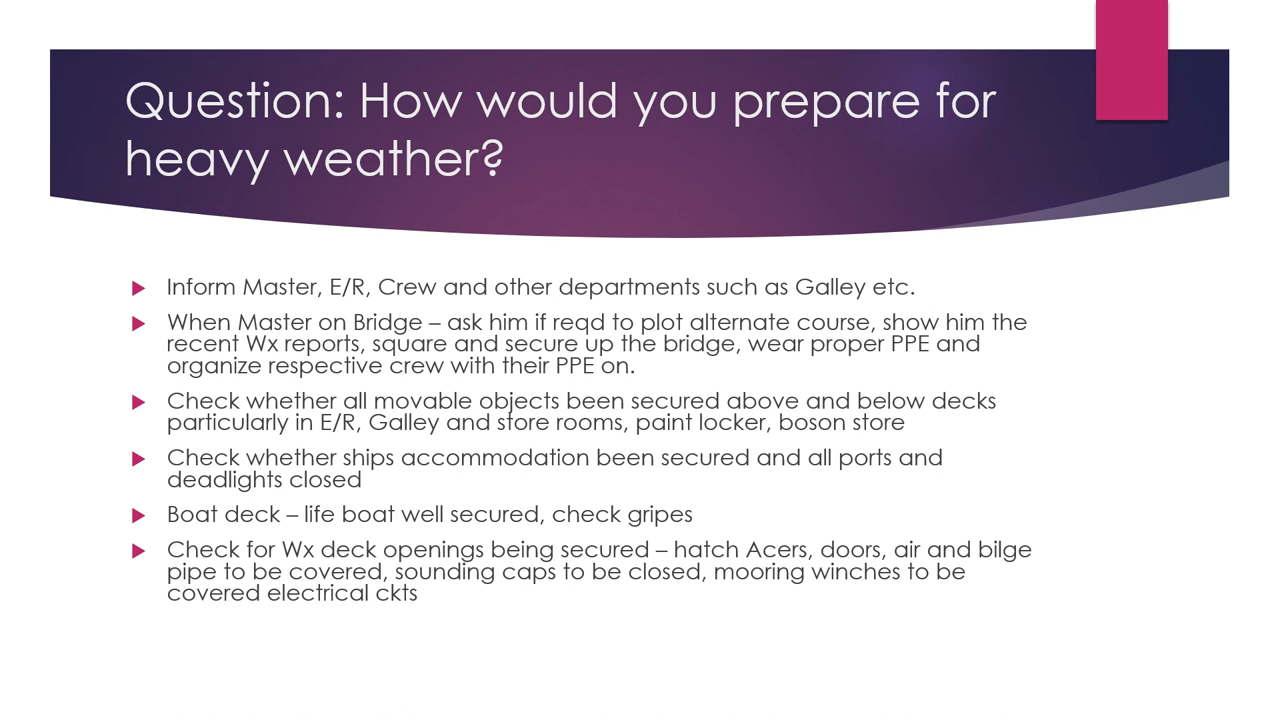 Question: How would you prepare for
heavy weather?
Inform Master, E/R, Crew and other departments such as Galley etc.
When Master on Bridge – ask him if reqd to plot alternate course, show him the
recent Wx reports, square and secure up the bridge, wear proper PPE and
organize respective crew with their PPE on.
Check whether all movable objects been secured above and below decks
particularly in E/R, Galley and store rooms, paint locker, boson store
Check whether ships accommodation been secured and all ports and
deadlights closed
Boat deck – life boat well secured, check gripes
Check for Wx deck openings being secured – hatch Acers, doors, air and bilge
pipe to be covered, sounding caps to be closed, mooring winches to be
covered electrical ckts